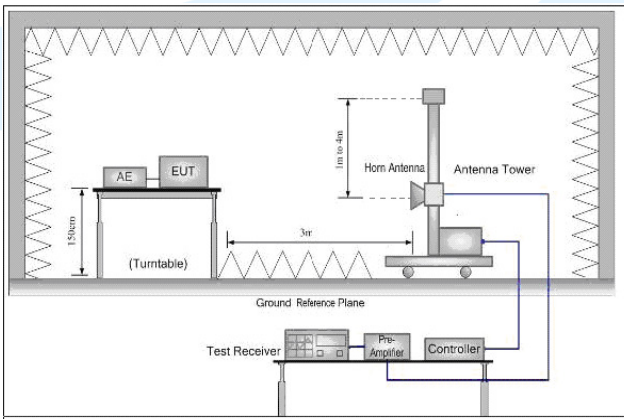 1m to 4m
Horn Antenna
Antenna Tower
AE
EUT
150cm
3m
(Turntable)
Ground Reference Plane
Test Receiver
Pre-
Amplifier
Controller